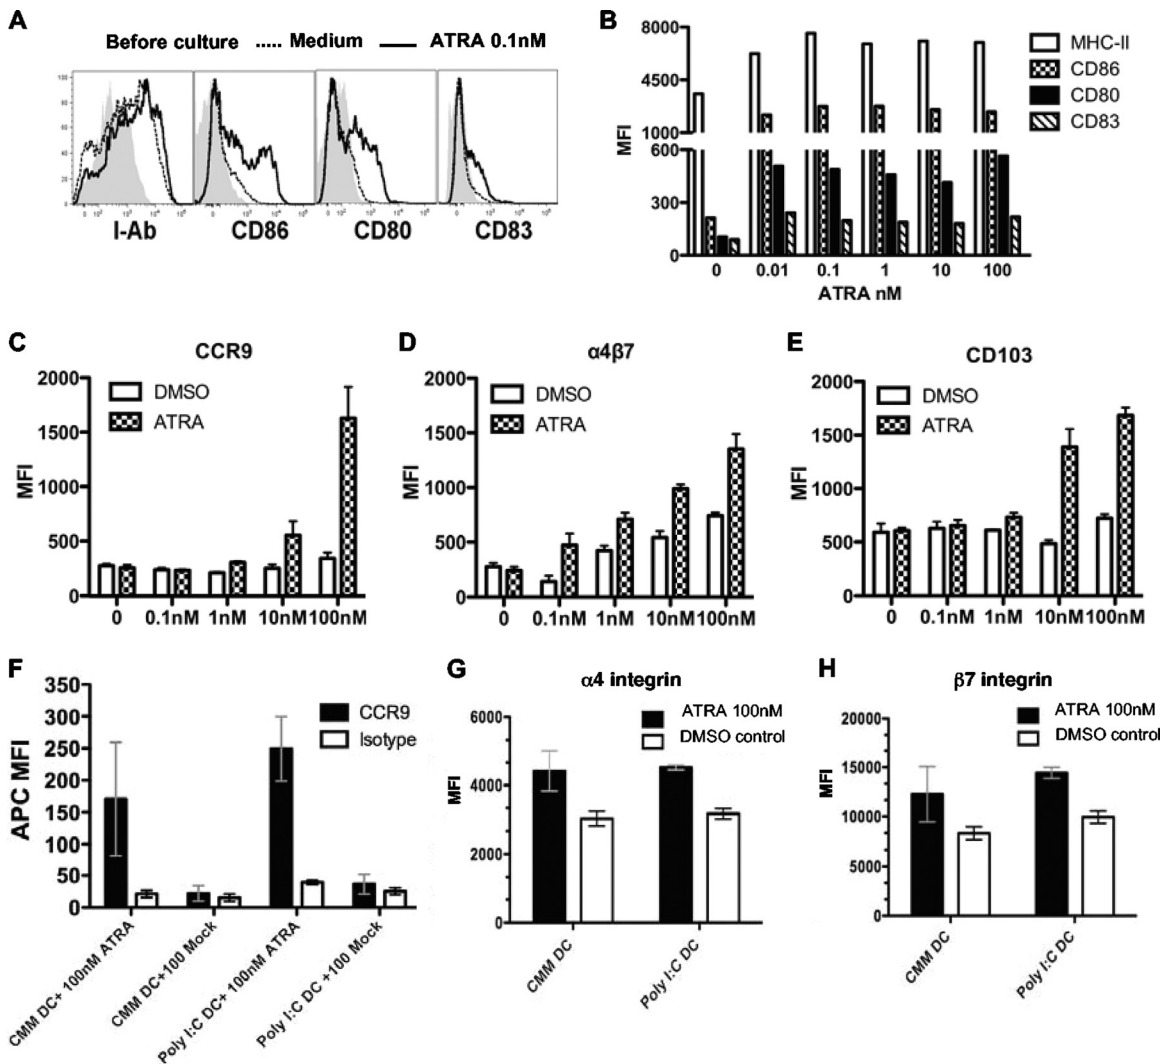 A
Before culture Medium ATRA 0.1nM
100
80
60
40
20
0
I-Ab CD86 CD80 CD83
B
8000
4500
1000
600
300
0
MFI
MHC-II
CD86
CD80
CD83
0 0.01 0.1 1 10 100
ATRA nM
C
CCR9
2000
1500
1000
500
0
MFI
DMSO
ATRA
0 0.1nM 1nM 10nM 100nM
D
α4β7
2000
1500
1000
500
0
MFI
DMSO
ATRA
0 0.1nM 1nM 10nM 100nM
E
CD103
2000
1500
1000
500
0
MFI
DMSO
ATRA
0 0.1nM 1nM 10nM 100nM
F
350
300
250
200
150
100
50
0
APC MFI
CCR9
Isotype
CMM DC+ 100nM ATRA
CMM DC+100 Mock
Poly I:C DC+ 100nM ATRA
Poly I:C DC +100 Mock
G
α4 integrin
ATRA 100nM
DMSO control
6000
4000
2000
0
MFI
CMM DC
Poly I:C DC
H
β7 integrin
ATRA 100nM
DMSO control
20000
15000
10000
5000
0
MFI
CMM DC
Poly I:C DC